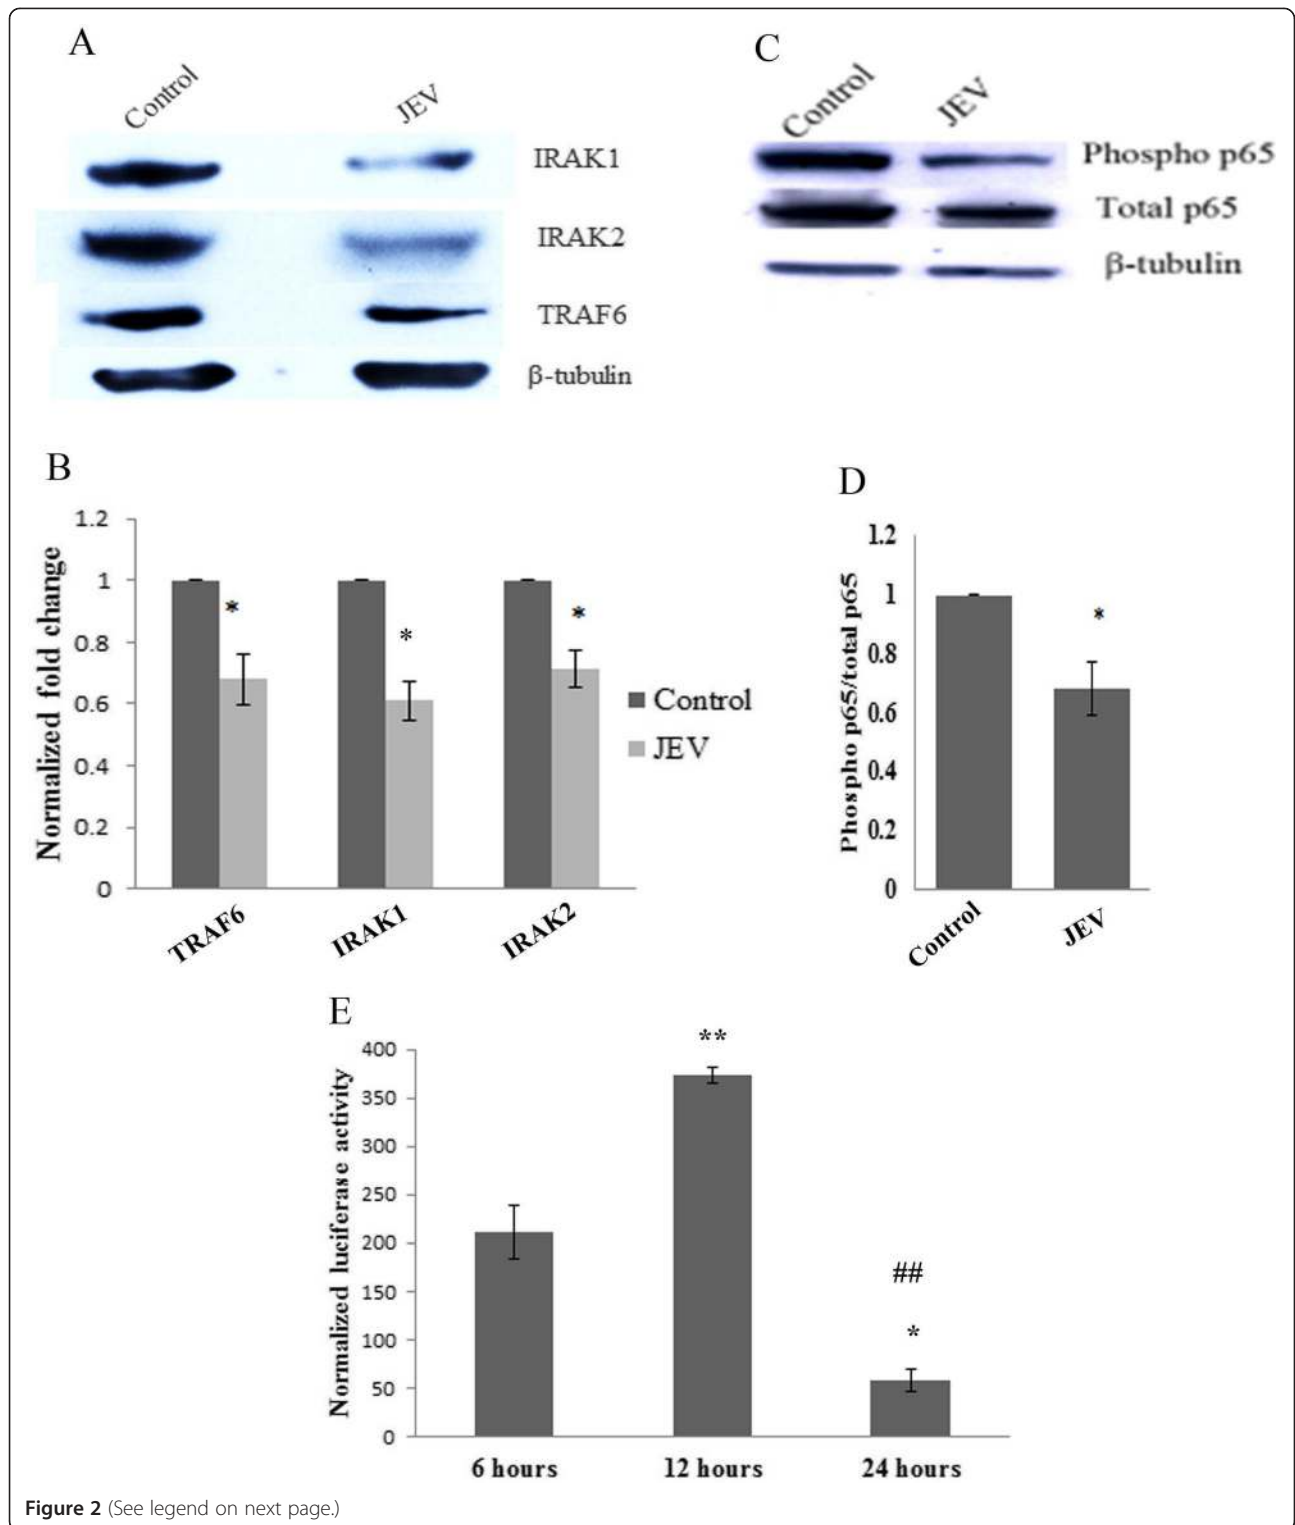 A
Control
JEV
IRAK1
IRAK2
TRAF6
β-tubulin
C
Control
JEV
Phospho p65
Total p65
β-tubulin
B
Normalized fold change
1.2
1
0.8
0.6
0.4
0.2
0
*
*
*
TRAF6
IRAK1
IRAK2
Control
JEV
D
Phospho p65/total p65
1.2
1
0.8
0.6
0.4
0.2
0
*
Control
JEV
E
Normalized luciferase activity
400
350
300
250
200
150
100
50
0
**
##
*
6 hours
12 hours
24 hours
Figure 2 (See legend on next page.)